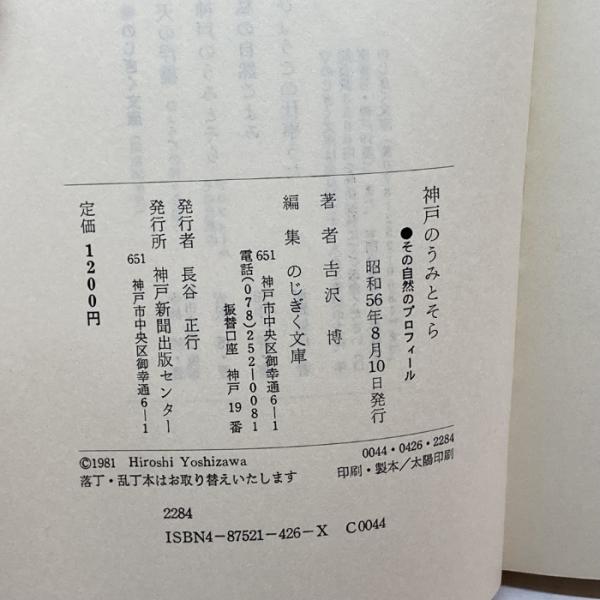 神戸のうみとそら
●その自然のプロフィール
昭和56年8月10日発行
著者 吉沢 博
編集 のじぎく文庫
651 神戸市中央区御幸通6—1
電話(078)252—0081
振替口座 神戸 19番
発行者 長谷 正行
発行所 神戸新聞出版センター
651 神戸市中央区御幸通6—1
定価 1200円
0044・0426・2284
印刷・製本/太陽印刷
©1981 Hiroshi Yoshizawa
落丁・乱丁本はお取り替えいたします
2284
ISBN4-87521-426-X C0044